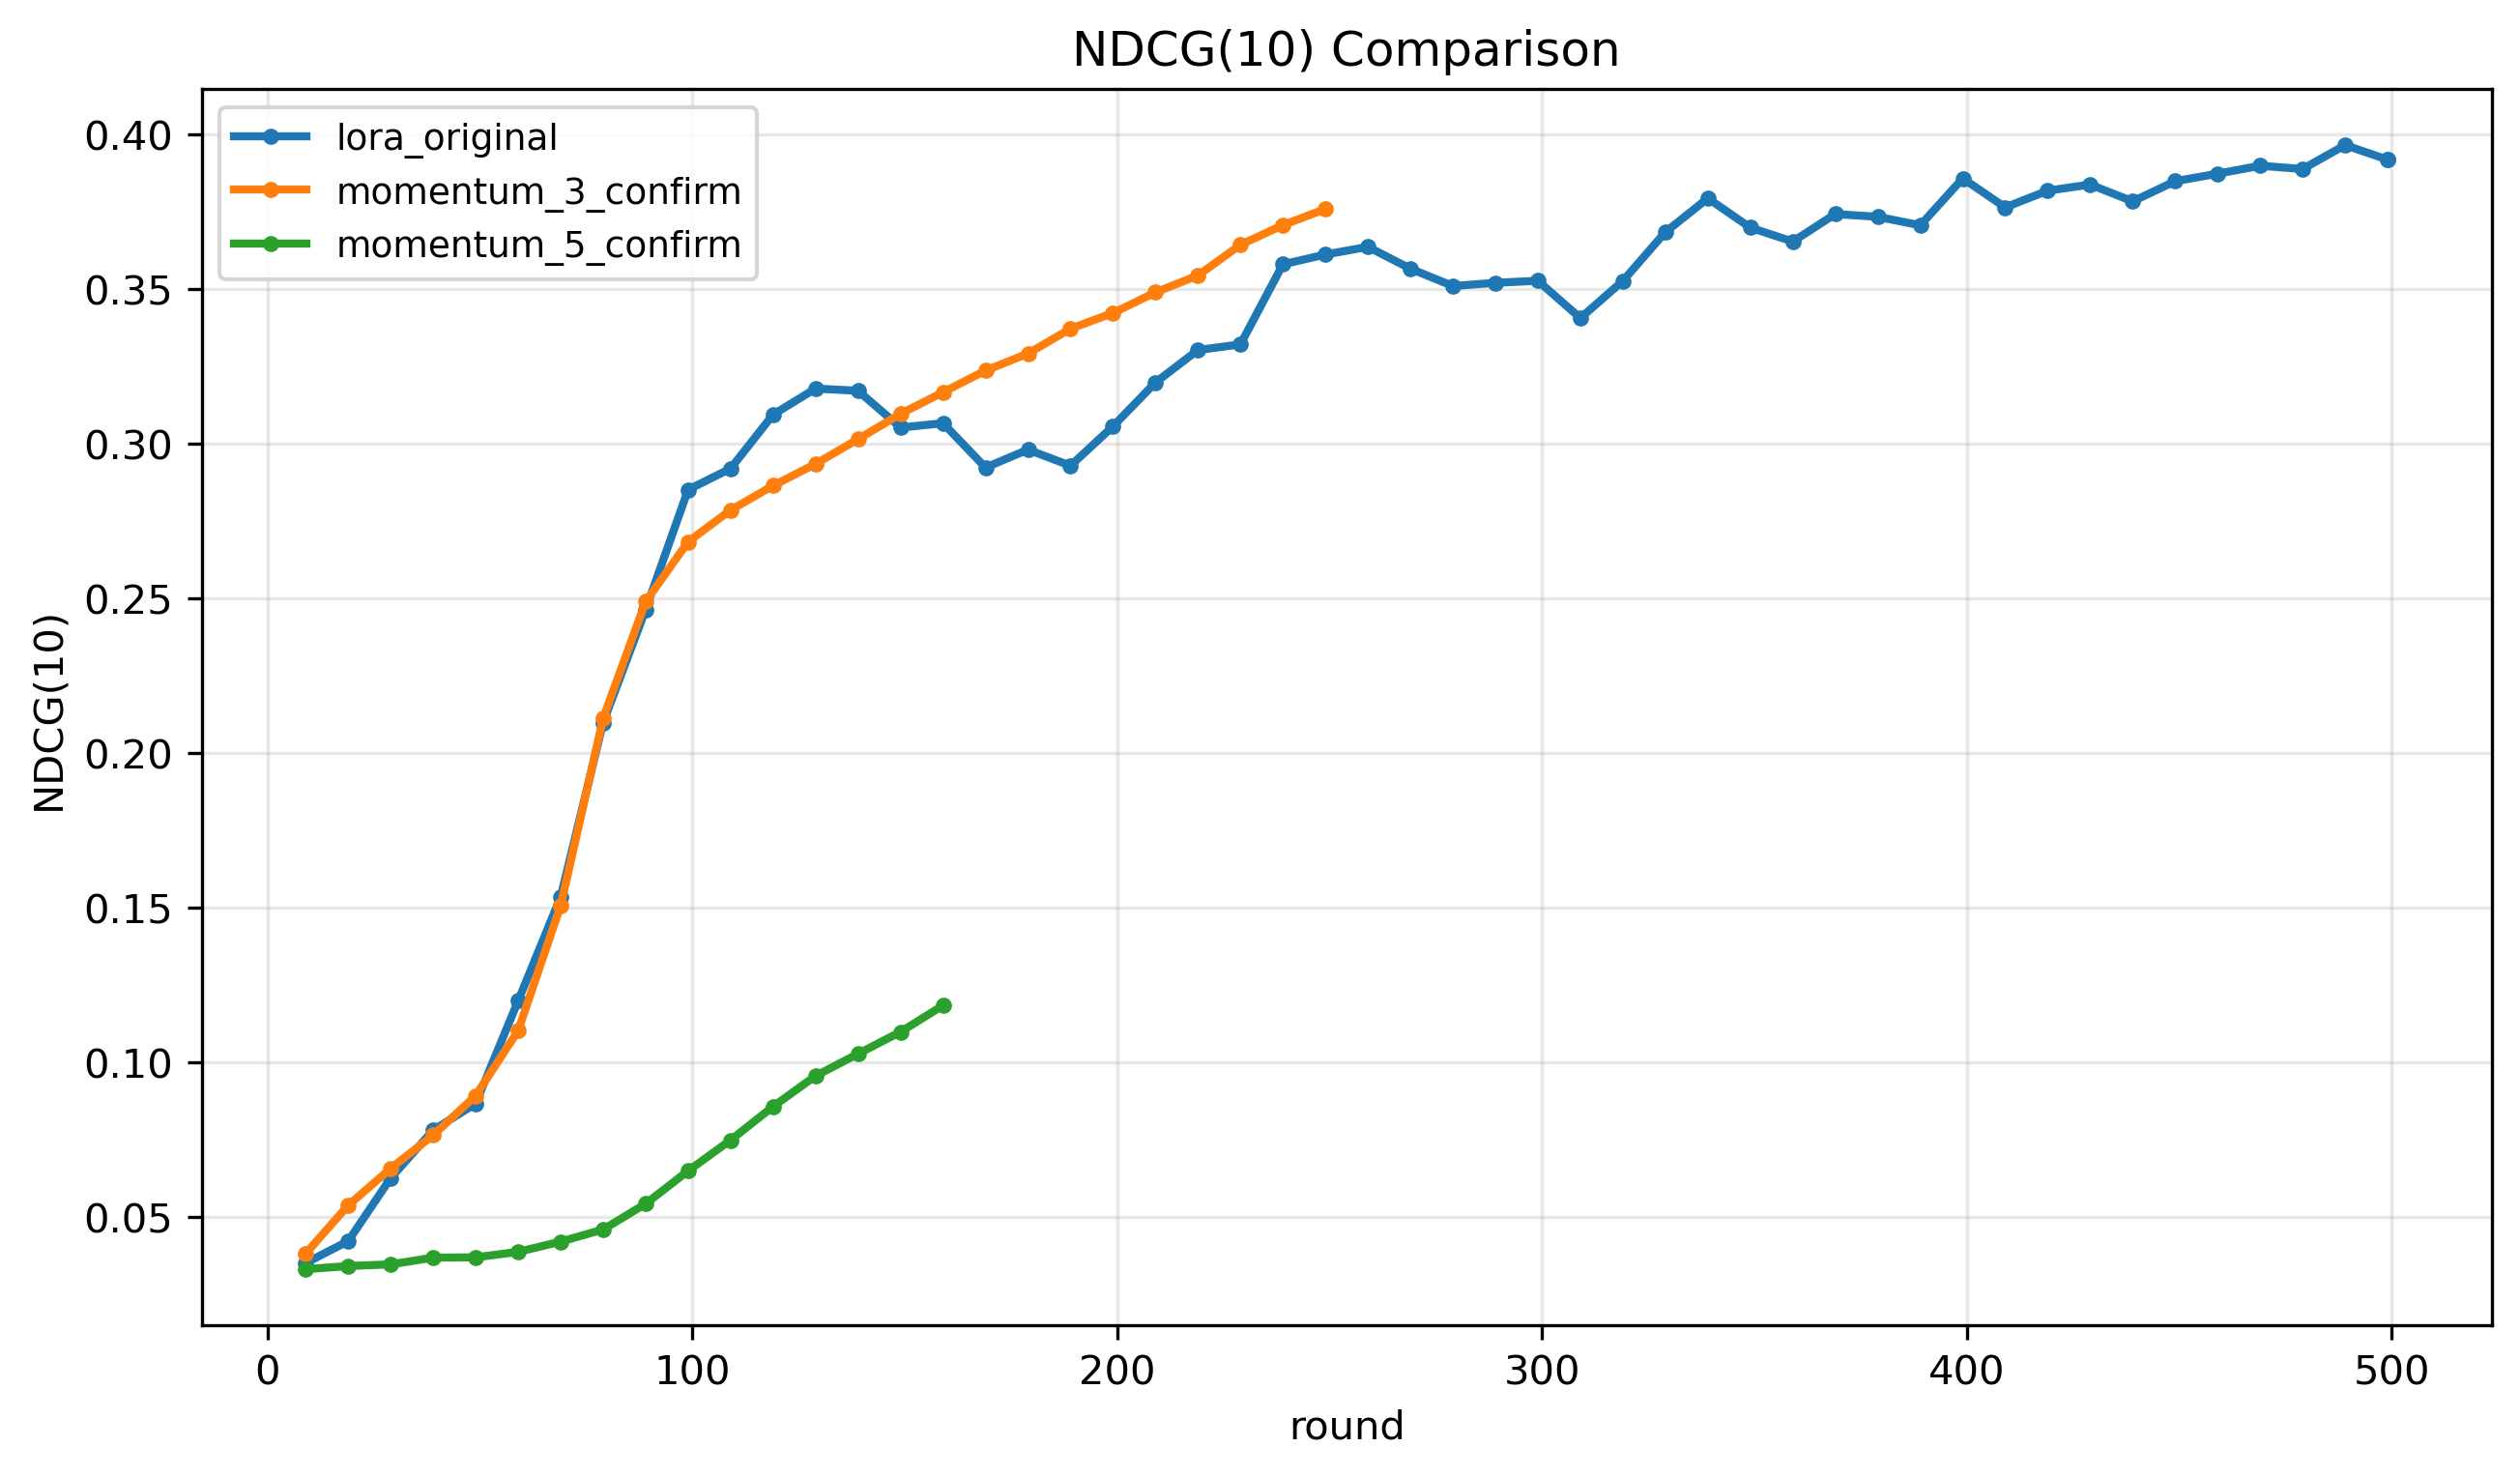 NDCG(10) Comparison
lora_original
momentum_3_confirm
momentum_5_confirm
NDCG(10)
0.40
0.35
0.30
0.25
0.20
0.15
0.10
0.05
0 100 200 300 400 500
round